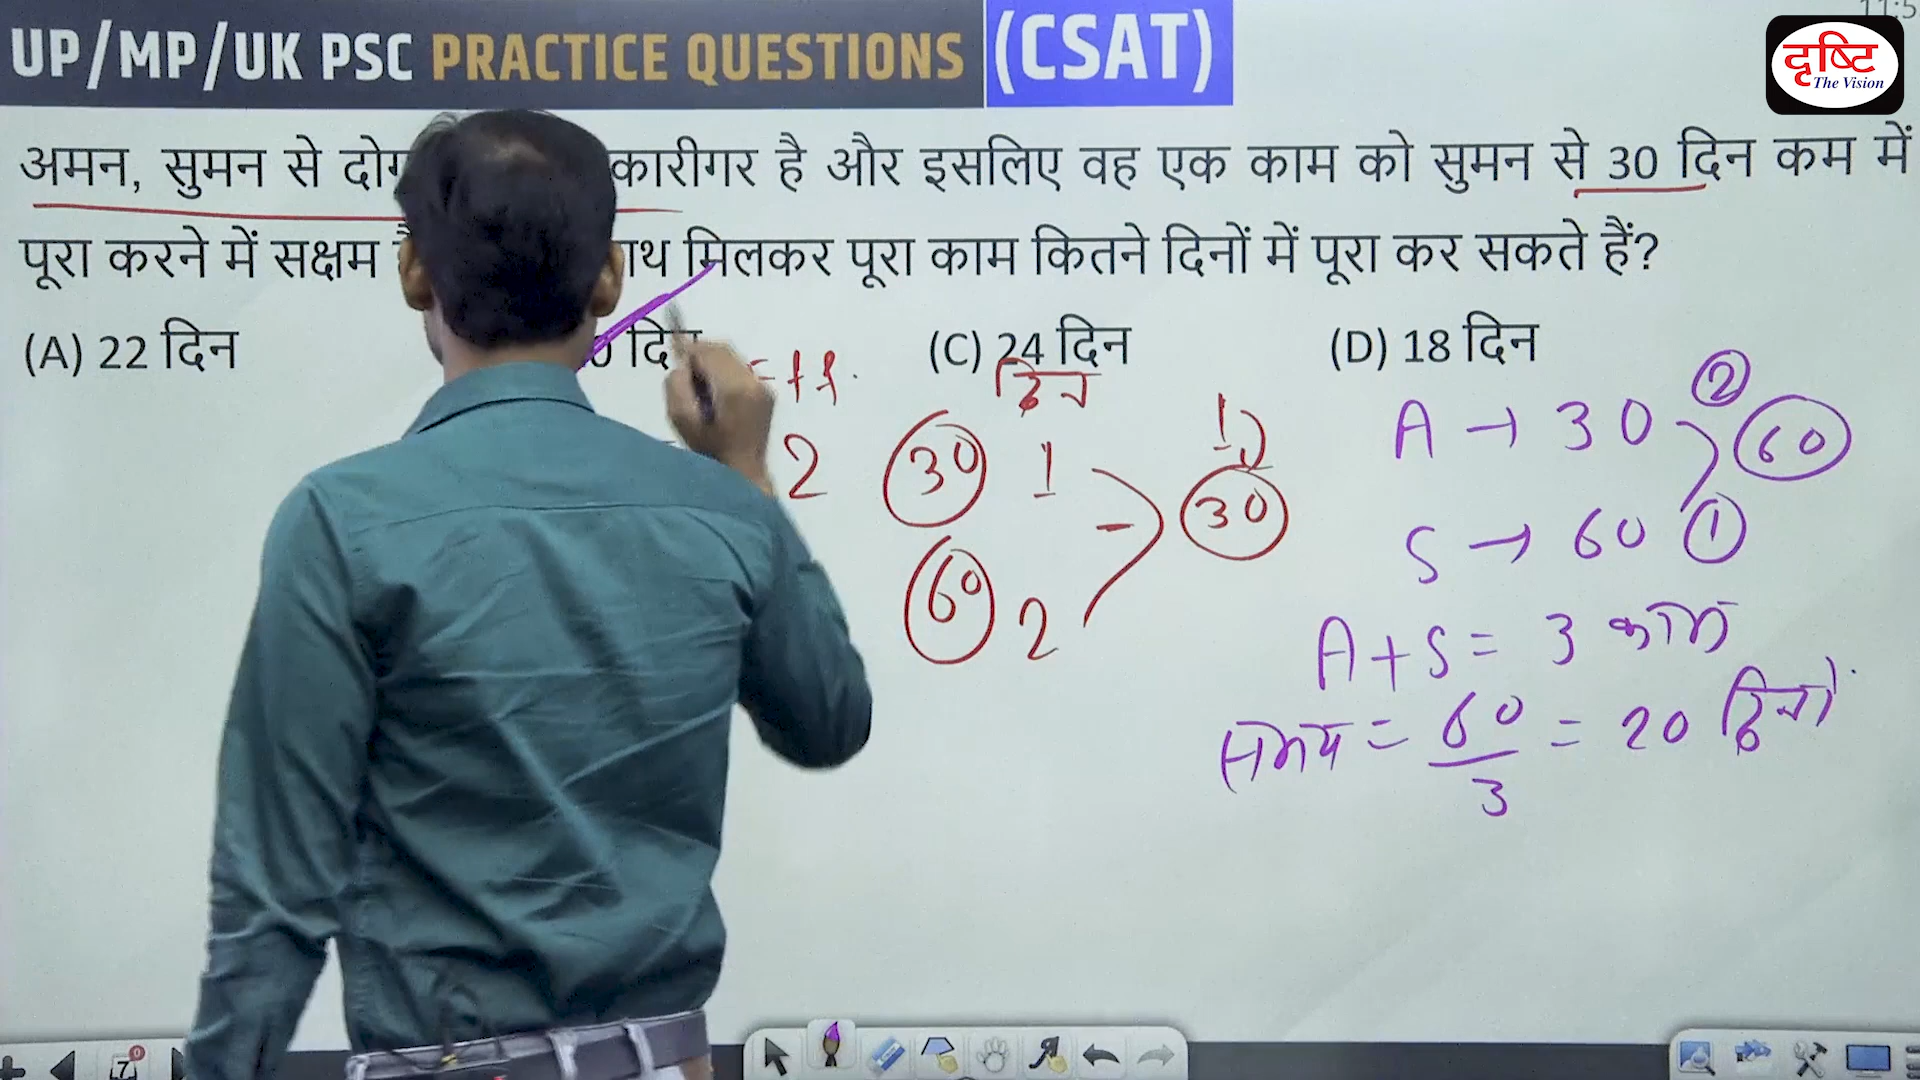 UP/MP/UK PSC PRACTICE QUESTIONS (CSAT)
दृष्टि
The Vision
अमन, सुमन से कारीगर है और इसलिए वह एक काम को सुमन से 30 दिन कम में
पूरा करने में सक्षम मिलकर पूरा काम कितने दिनों में पूरा कर सकते हैं?
(A) 22 दिन (C) 24 दिन (D) 18 दिन
दिन
2 30 1 30
60 2
A → 30 2 60
S → 60 1
A + S = 3 काम
समय = 60/3 = 20 दिनों
7